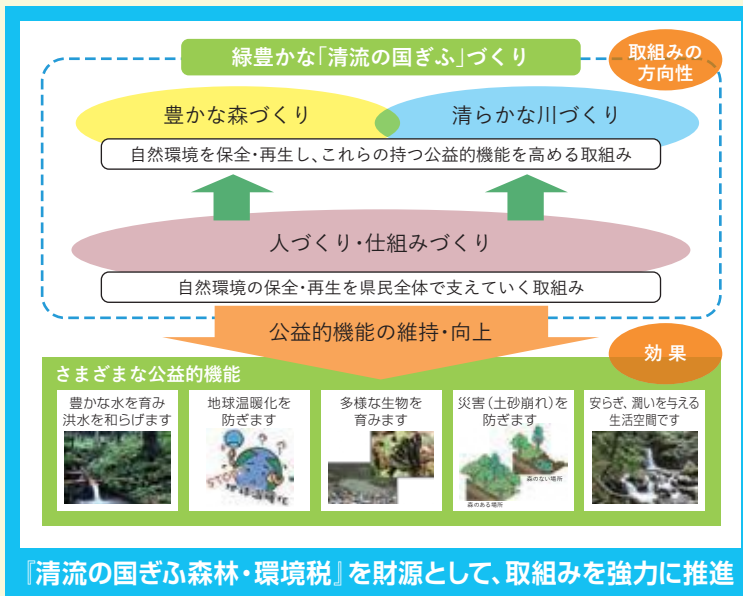 緑豊かな「清流の国ぎふ」づくり
取組みの
方向性
豊かな森づくり
清らかな川づくり
自然環境を保全・再生し、これらの持つ公益的機能を高める取組み
人づくり・仕組みづくり
自然環境の保全・再生を県民全体で支えていく取組み
公益的機能の維持・向上
効果
さまざまな公益的機能
豊かな水を育み
洪水を和らげます
地球温暖化を
防ぎます
STOP
地球温暖化
多様な生物を
育みます
災害(土砂崩れ)を
防ぎます
森のない場所
森のある場所
安らぎ、潤いを与える
生活空間です
『清流の国ぎふ森林・環境税』を財源として、取組みを強力に推進